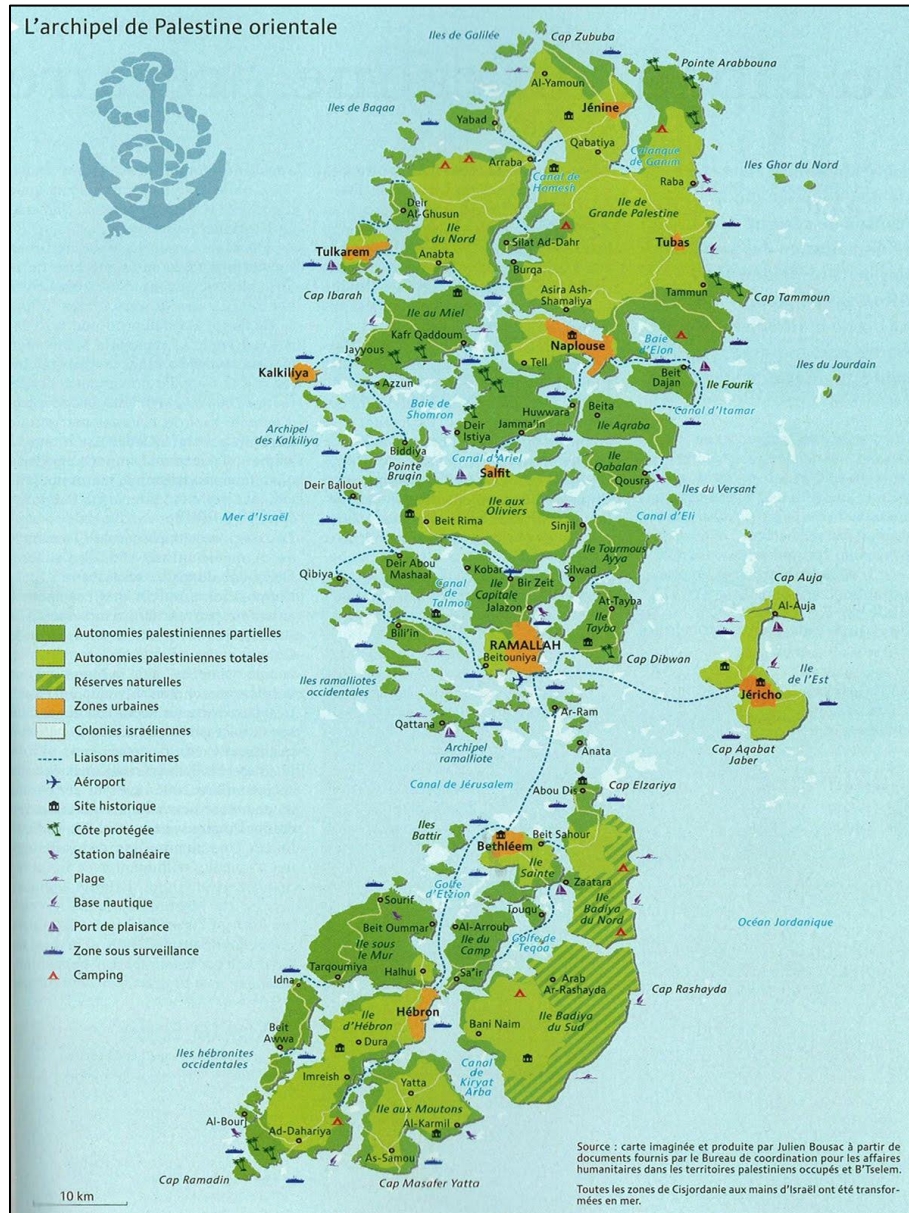 L'archipel de Palestine orientale
Iles de Galilée
Cap Zububa
Pointe Arabbouna
Al-Yamoun
Jénine
Iles de Baqaa
Yabad
Qabatiya
Arraba
Calanque
de Ganim
Canal de
Homesh
Raba
Iles Ghor du Nord
Deir
Al-Ghusun
Ile de
Grande Palestine
Ile
du Nord
Silat Ad-Dahr
Tubas
Tulkarem
Anabta
Burqa
Cap Ibarah
Asira Ash-
Shamaliya
Tammun
Cap Tammoun
Ile au Miel
Kafr Qaddoum
Naplouse
Baie
d'Elon
Jayyous
Tell
Kalkiliya
Beit
Dajan
Ile Fourik
Iles du Jourdain
Azzun
Baie de
Shomron
Huwwara
Beita
Canal d'Itamar
Archipel
des Kalkiliya
Deir
Istiya
Jamma'in
Ile Aqraba
Biddiya
Pointe
Bruqin
Canal d'Ariel
Salfit
Ile
Qabalan
Qousra
Iles du Versant
Deir Ballout
Ile aux
Oliviers
Mer d'Israël
Beit Rima
Sinjil
Canal d'Eli
Ile Tourmous
Ayya
Deir Abou
Mashaal
Kobar
Bir Zeit
Silwad
Qibiya
Canal
de
Talmon
Ile
Capitale
Jalazon
At-Tayba
Ile
Tayba
Cap Auja
Al-Auja
Bili'in
RAMALLAH
Beitouniya
Cap Dibwan
Ile
de l'Est
Iles ramalliotes
occidentales
Jéricho
Ar-Ram
Qattana
Archipel
ramalliote
Anata
Cap Aqabat
Jaber
Canal de Jérusalem
Abou Dis
Cap Elzariya
Iles
Battir
Bethléem
Beit Sahour
Ile
Sainte
Golfe
d'Etzion
Zaatara
Ile
Badiya
du Nord
Sourif
Touqu'
Océan Jordanique
Beit Oummar
Al-Arroub
Ile du
Camp
Golfe de
Teqoa
Ile sous
le Mur
Halhul
Sa'ir
Tarqoumiya
Idna
Arab
Ar-Rashayda
Cap Rashayda
Ile
d'Hébron
Hébron
Ile Badiya
du Sud
Beit
Awwa
Dura
Bani Naim
Iles hébronites
occidentales
Imreish
Canal
de
Kiryat
Arba
Yatta
Ile aux Moutons
Al-Karmil
Al-Bourj
Ad-Dahariya
As-Samou
Cap Ramadin
Cap Masafer Yatta
Autonomies palestiniennes partielles
Autonomies palestiniennes totales
Réserves naturelles
Zones urbaines
Colonies israéliennes
Liaisons maritimes
Aéroport
Site historique
Côte protégée
Station balnéaire
Plage
Base nautique
Port de plaisance
Zone sous surveillance
Camping
10 km
Source : carte imaginée et produite par Julien Bousac à partir de
documents fournis par le Bureau de coordination pour les affaires
humanitaires dans les territoires palestiniens occupés et B'Tselem.
Toutes les zones de Cisjordanie aux mains d'Israël ont été transfor-
mées en mer.